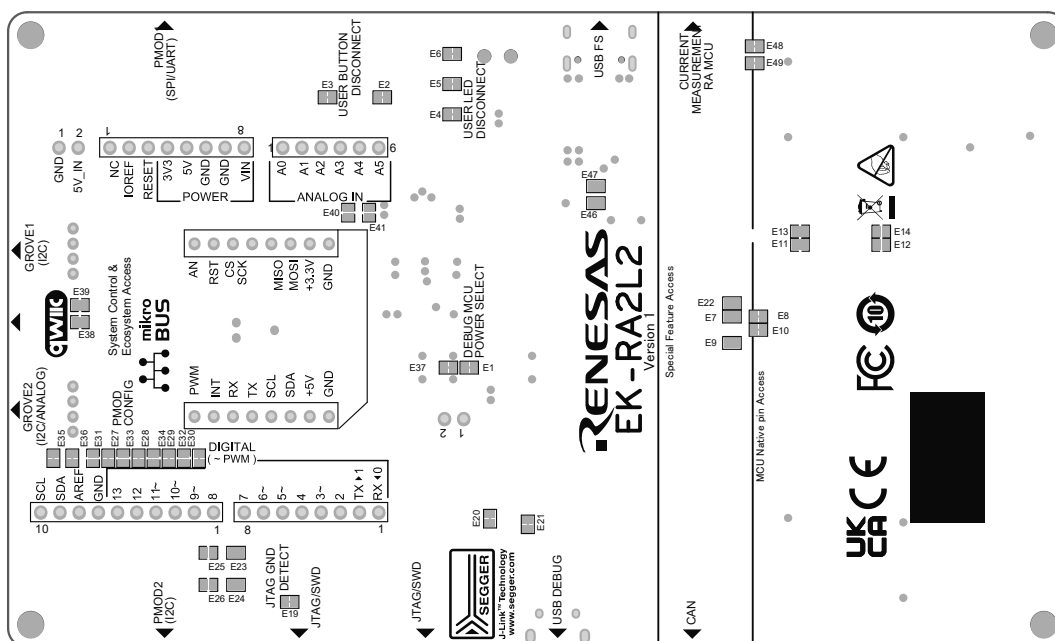 PMOD1
(SPI/UART)
E3
E2
USER BUTTON
DISCONNECT
E6
E5
E4
USER LED
DISCONNECT
USB FS
CURRENT
MEASUREMENT
RA MCU
E48
E49
1
2
GND
5V_IN
1
8
NC
IOREF
RESET
3V3
5V
GND
GND
VIN
POWER
1
6
A0
A1
A2
A3
A4
A5
ANALOG IN
E40
E41
E47
E46
GROVE1
(I2C)
E39
E38
qwiic
System Control &
Ecosystem Access
mikro
BUS
AN
RST
CS
SCK
MISO
MOSI
+3.3V
GND
PWM
INT
RX
TX
SCL
SDA
+5V
GND
DEBUG MCU
POWER SELECT
E37
E1
2
1
RENESAS
EK-RA2L2
Version 1
Special Feature Access
MCU Native pin Access
E13
E11
E14
E12
E22
E7
E9
E8
E10
FC
10
UK
CA
CE
GROVE2
(I2C/ANALOG)
E35
E36
E31
E27
E33
E28
E34
E29
E32
E30
PMOD
CONFIG
DIGITAL
(~ PWM)
SCL
SDA
AREF
GND
13
12
11~
10~
9~
8
10
1
7
6~
5~
4
3~
2
TX▶1
RX◀0
8
1
E20
E21
E25
E23
E26
E24
PMOD2
(I2C)
JTAG GND
DETECT
E19
JTAG/SWD
JTAG/SWD
SEGGER
J-Link™ Technology
www.segger.com
USB DEBUG
CAN